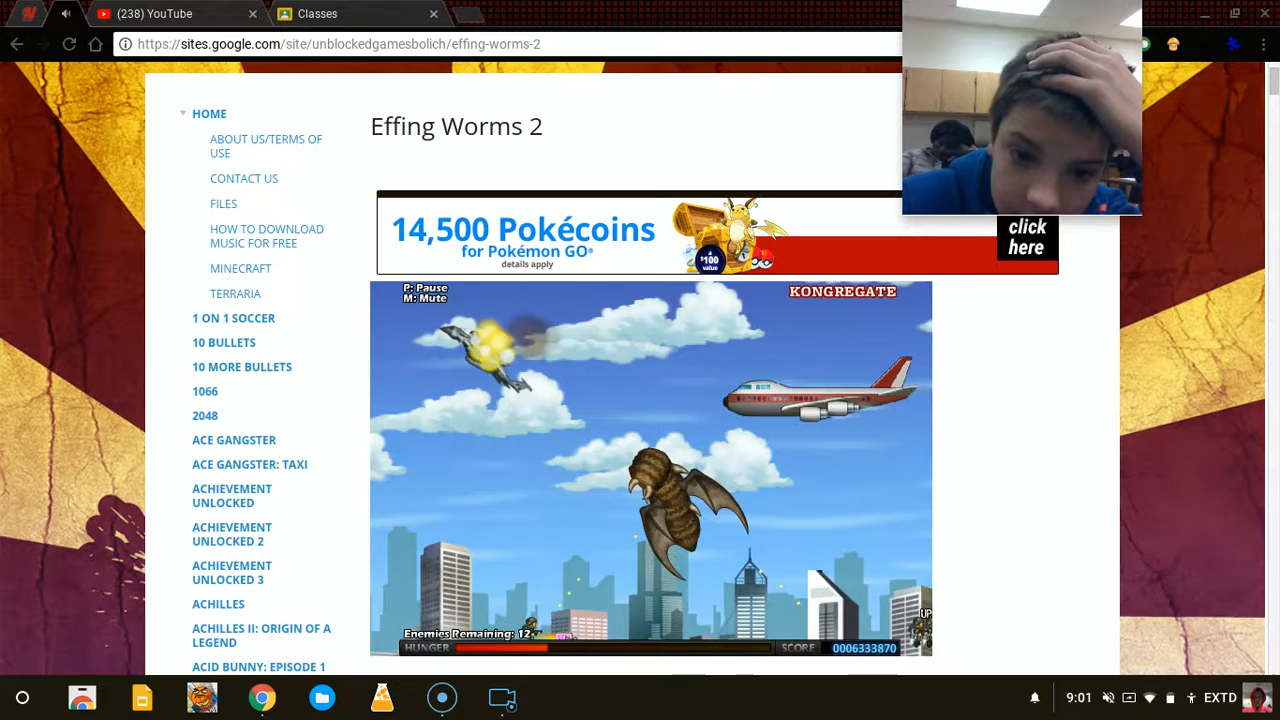 (238) YouTube
Classes
https://sites.google.com/site/unblockedgamesbolich/effing-worms-2
HOME
ABOUT US/TERMS OF
USE
CONTACT US
FILES
HOW TO DOWNLOAD
MUSIC FOR FREE
MINECRAFT
TERRARIA
1 ON 1 SOCCER
10 BULLETS
10 MORE BULLETS
1066
2048
ACE GANGSTER
ACE GANGSTER: TAXI
ACHIEVEMENT
UNLOCKED
ACHIEVEMENT
UNLOCKED 2
ACHIEVEMENT
UNLOCKED 3
ACHILLES
ACHILLES II: ORIGIN OF A
LEGEND
ACID BUNNY: EPISODE 1
Effing Worms 2
14,500 Pokécoins
for Pokémon GO®
details apply
a
$100
value
click
here
P: Pause
M: Mute
KONGREGATE
UP
Enemies Remaining: 12
HUNGER
SCORE
0006333870
9:01
EXTD